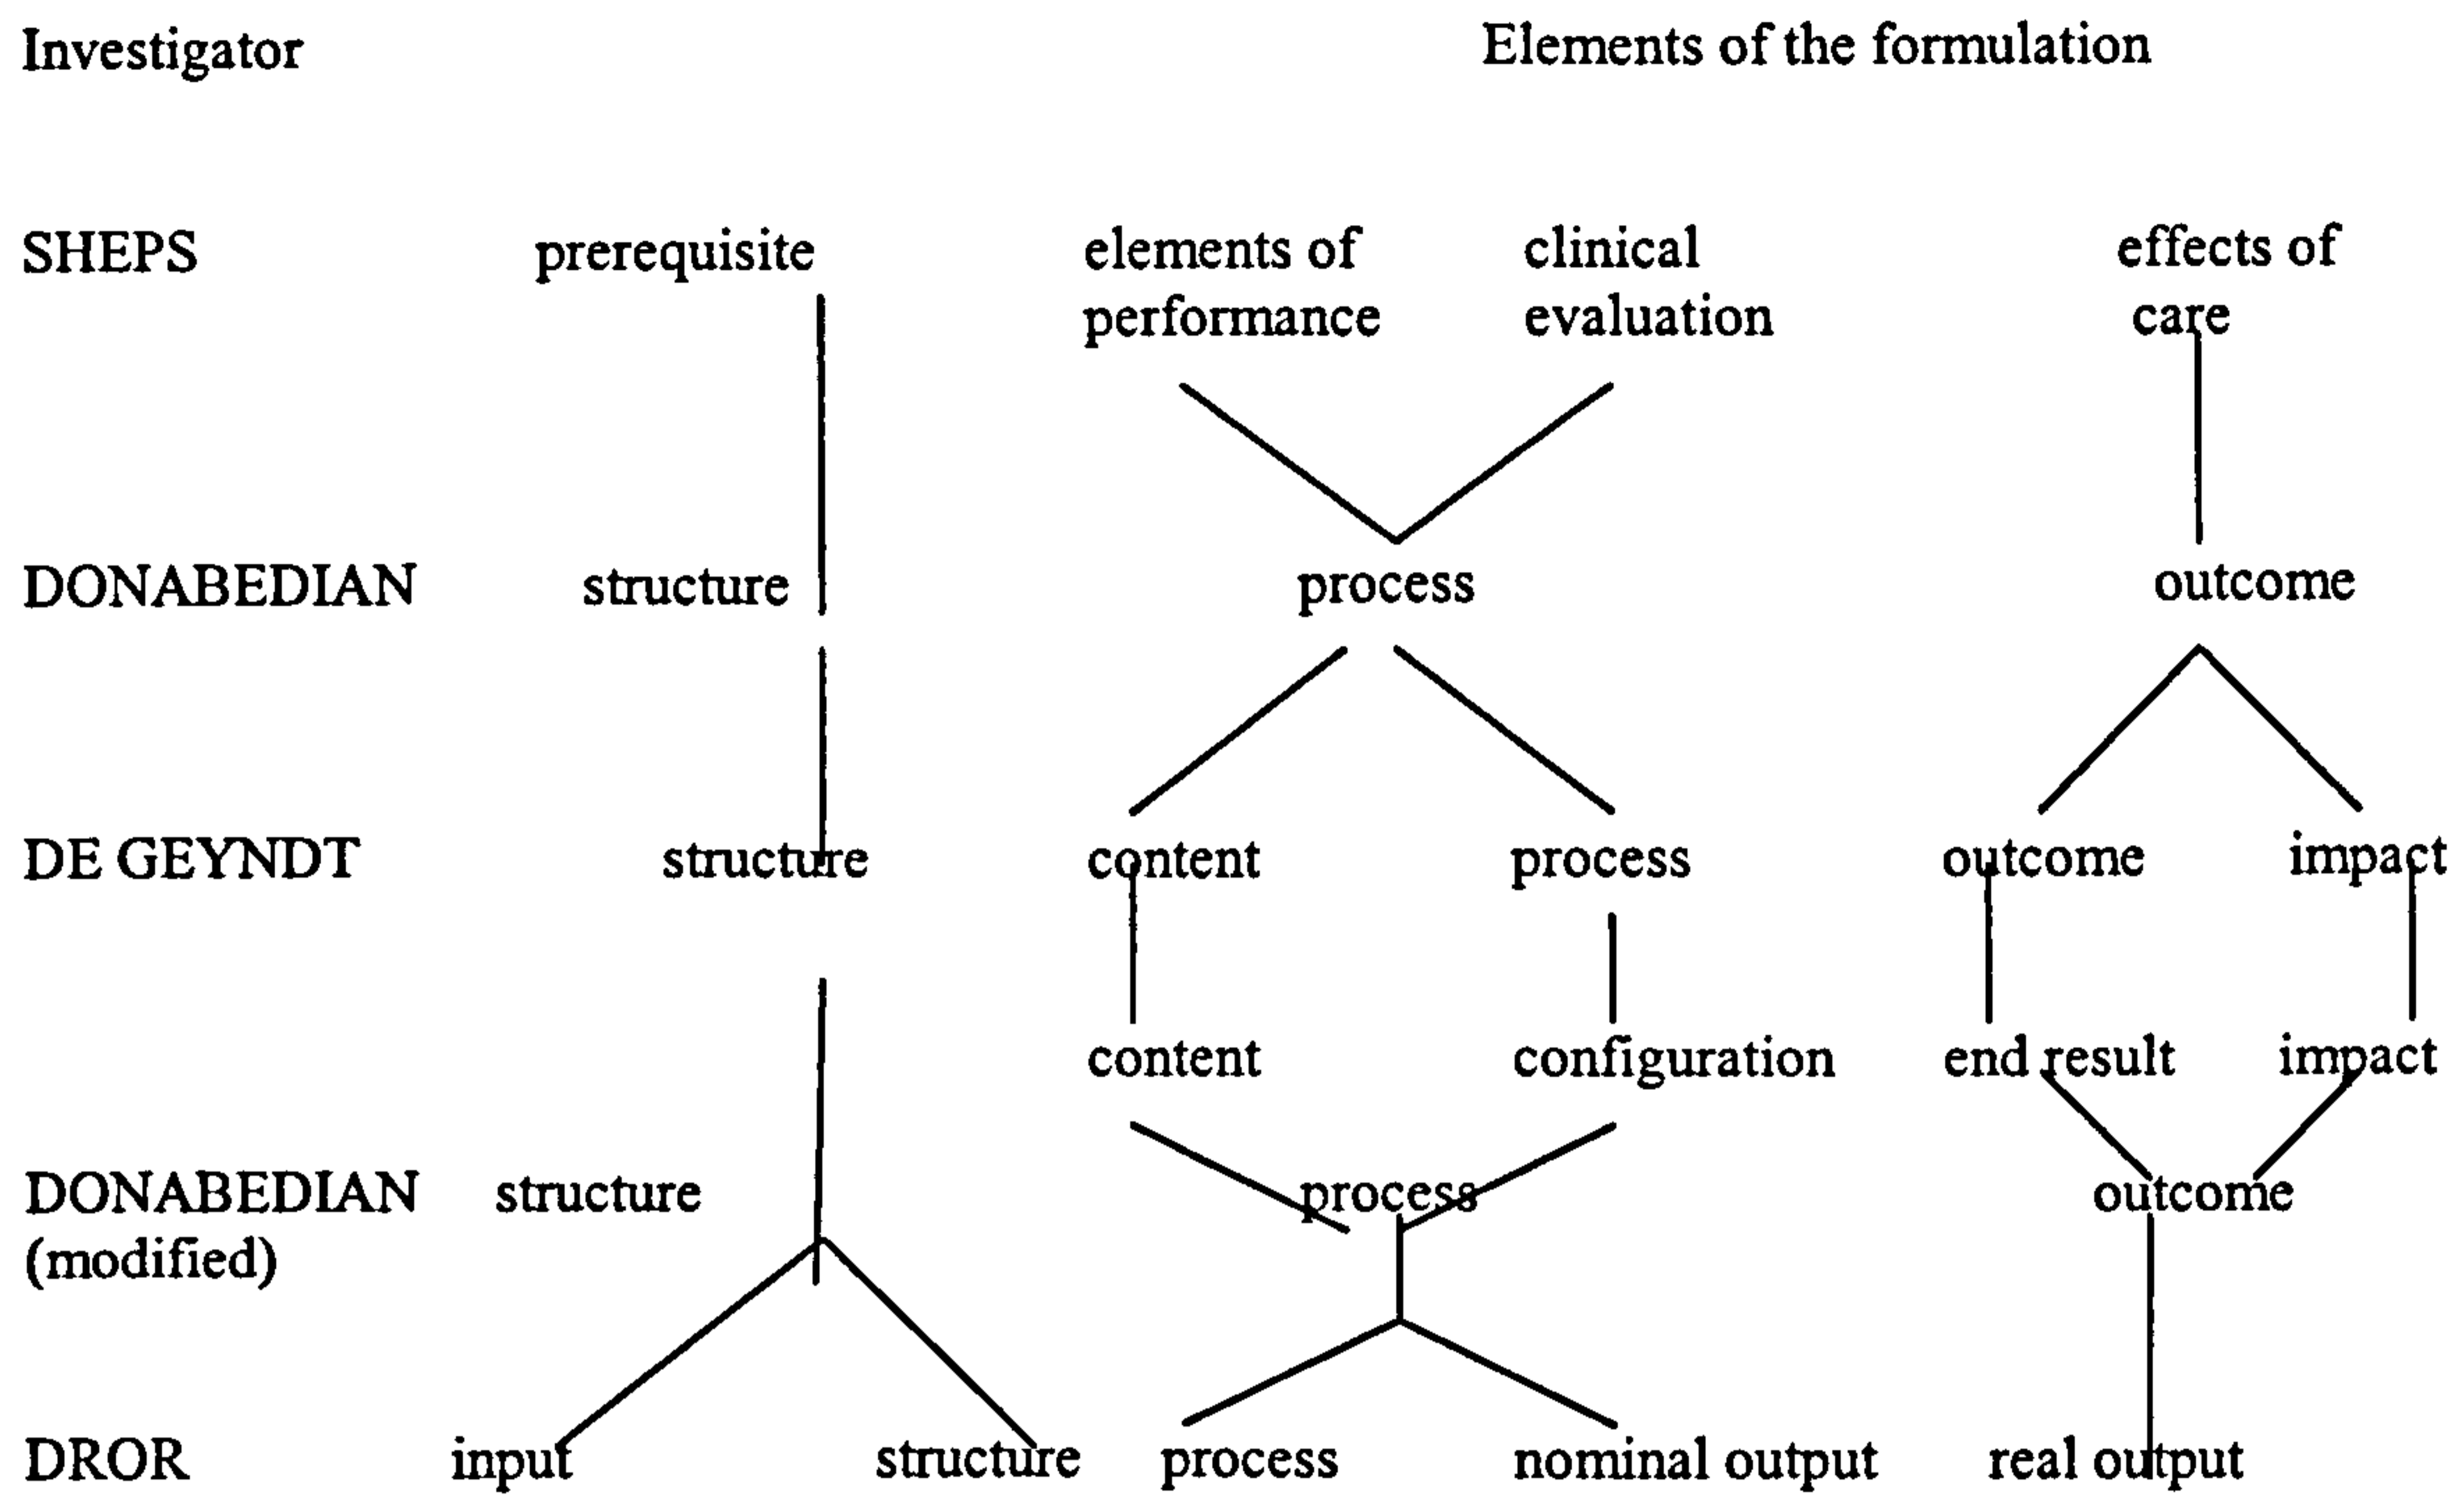 Investigator Elements of the formulation
SHEPS prerequisite elements of clinical effects of
performance evaluation care
DONABEDIAN structure process outcome
DE GEYNDT structure content process outcome impact
content configuration end result impact
DONABEDIAN structure process outcome
(modified)
DROR input structure process nominal output real output